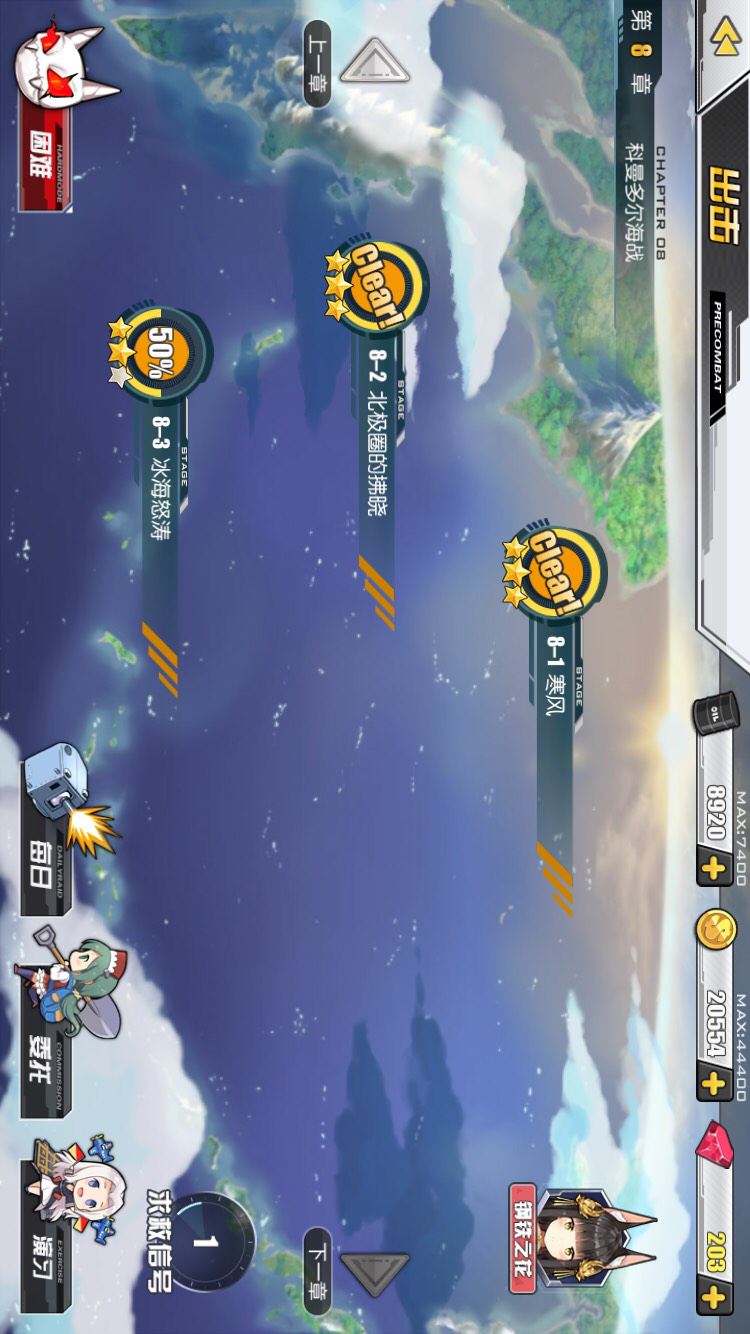 出击
PRECOMBAT
OIL
MAX:7400
8920
MAX:44400
20554
203
第 8 章
CHAPTER 08
科曼多尔海战
钢铁之花
Clear!
STAGE
8-1 寒风
上一章
Clear!
STAGE
8-2 北极圈的拂晓
下一章
50%
STAGE
8-3 冰海怒涛
1
求救信号
HARDMODE
困难
DAILYRAID
每日
COMMISSION
委托
EXERCISE
演习